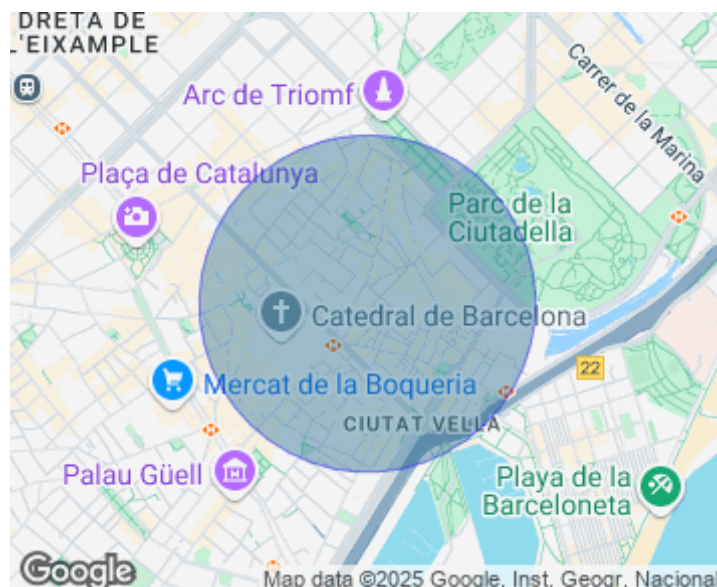 DRETA DE
L'EIXAMPLE
Arc de Triomf
Carrer de la Marina
Plaça de Catalunya
Parc de la
Ciutadella
Catedral de Barcelona
22
Mercat de la Boqueria
CIUTAT VELLA
Palau Güell
Playa de la
Barceloneta
Google
Map data ©2025 Google, Inst. Geogr. Nacional